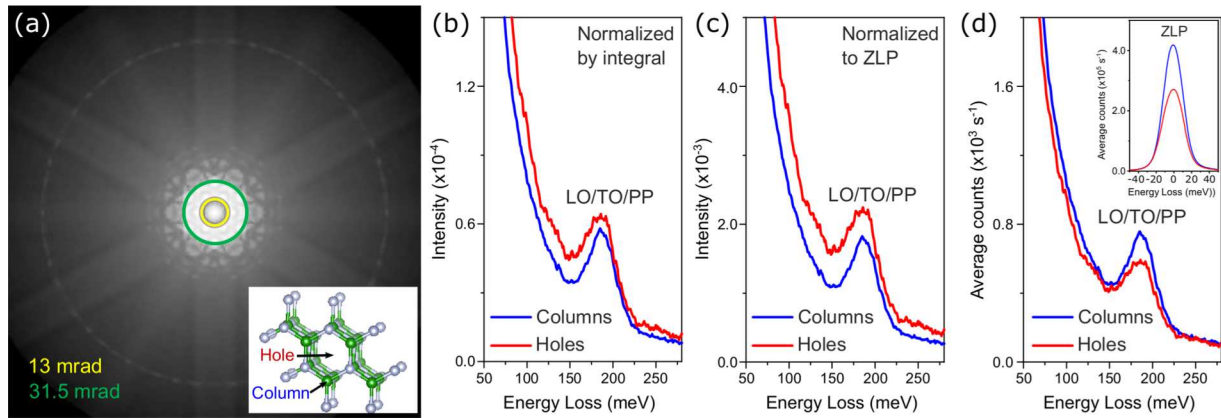 (a)
13 mrad
31.5 mrad
Hole
Column
(b)
Normalized
by integral
LO/TO/PP
Columns
Holes
Intensity (x10-4)
1.2
0.6
0.0
50 100 150 200 250
Energy Loss (meV)
(c)
Normalized
to ZLP
LO/TO/PP
Columns
Holes
Intensity (x10-3)
4.0
2.0
0.0
50 100 150 200 250
Energy Loss (meV)
(d)
ZLP
Average counts (x10⁵ s⁻¹)
4.0
2.0
0.0
-40 -20 0 20 40
Energy Loss (meV))
LO/TO/PP
Columns
Holes
Average counts (x10³ s⁻¹)
1.6
0.8
0.0
50 100 150 200 250
Energy Loss (meV)